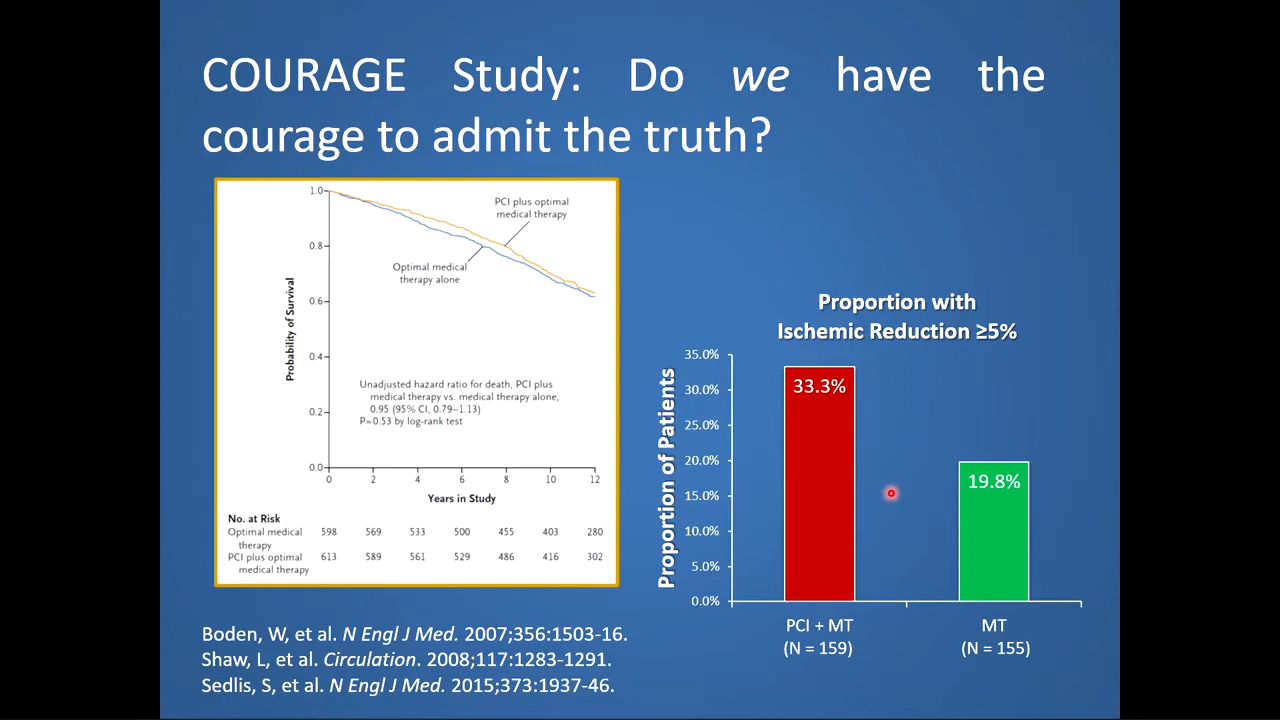 COURAGE Study: Do we have the
courage to admit the truth?
1.0
0.8
0.6
0.4
0.2
0.0
Probability of Survival
PCI plus optimal
medical therapy
Optimal medical
therapy alone
Unadjusted hazard ratio for death, PCI plus
medical therapy vs. medical therapy alone,
0.95 (95% CI, 0.79–1.13)
P=0.53 by log-rank test
0 2 4 6 8 10 12
Years in Study
No. at Risk
Optimal medical 598 569 533 500 455 403 280
therapy
PCI plus optimal 613 589 561 529 486 416 302
medical therapy
Proportion with
Ischemic Reduction ≥5%
Proportion of Patients
35.0%
30.0%
25.0%
20.0%
15.0%
10.0%
5.0%
0.0%
33.3%
19.8%
PCI + MT MT
(N = 159) (N = 155)
Boden, W, et al. N Engl J Med. 2007;356:1503-16.
Shaw, L, et al. Circulation. 2008;117:1283-1291.
Sedlis, S, et al. N Engl J Med. 2015;373:1937-46.